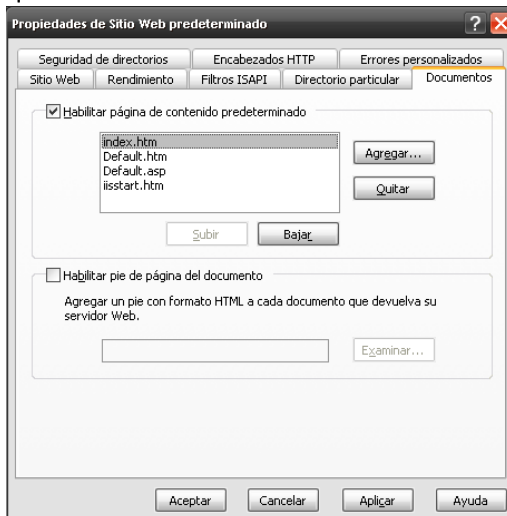 Propiedades de Sitio Web predeterminado
Seguridad de directorios Encabezados HTTP Errores personalizados
Sitio Web Rendimiento Filtros ISAPI Directorio particular Documentos
Habilitar página de contenido predeterminado
index.htm
Default.htm
Default.asp
iisstart.htm
Agregar...
Quitar
Subir Bajar
Habilitar pie de página del documento
Agregar un pie con formato HTML a cada documento que devuelva su
servidor Web.
Examinar...
Aceptar Cancelar Aplicar Ayuda